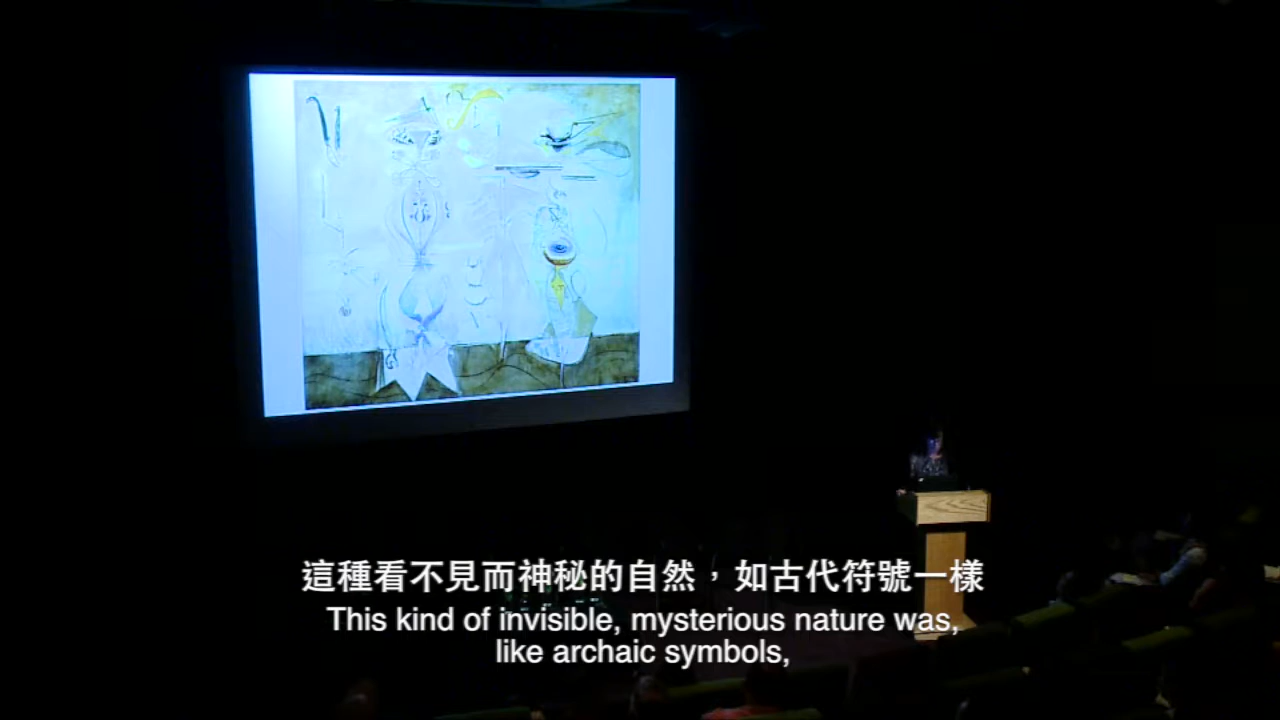 這種看不見而神秘的自然，如古代符號一樣
This kind of invisible, mysterious nature was,
like archaic symbols,